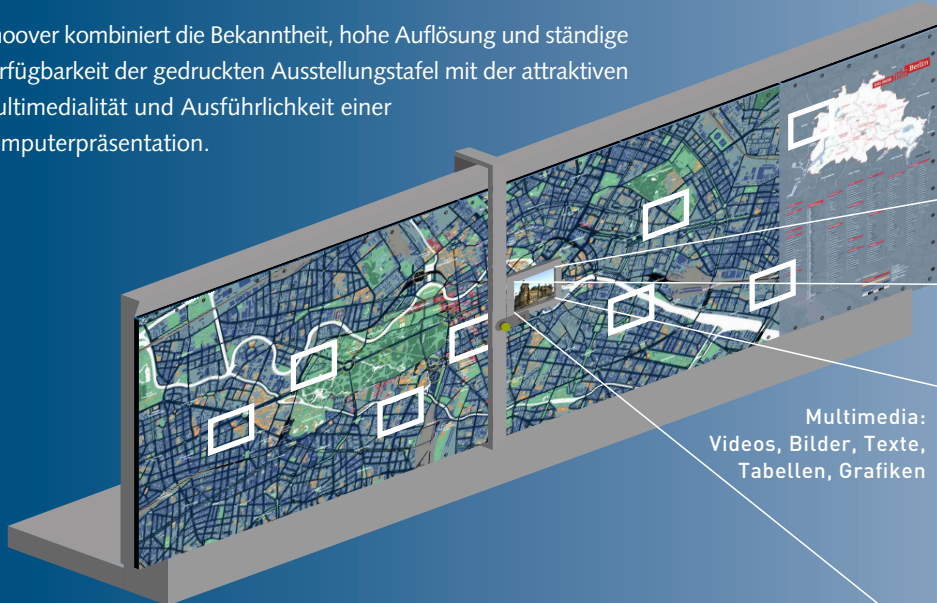 oover kombiniert die Bekanntheit, hohe Auflösung und ständige
rfügbarkeit der gedruckten Ausstellungstafel mit der attraktiven
ultimedialität und Ausführlichkeit einer
mputerpräsentation.
Berlin
Multimedia:
Videos, Bilder, Texte,
Tabellen, Grafiken